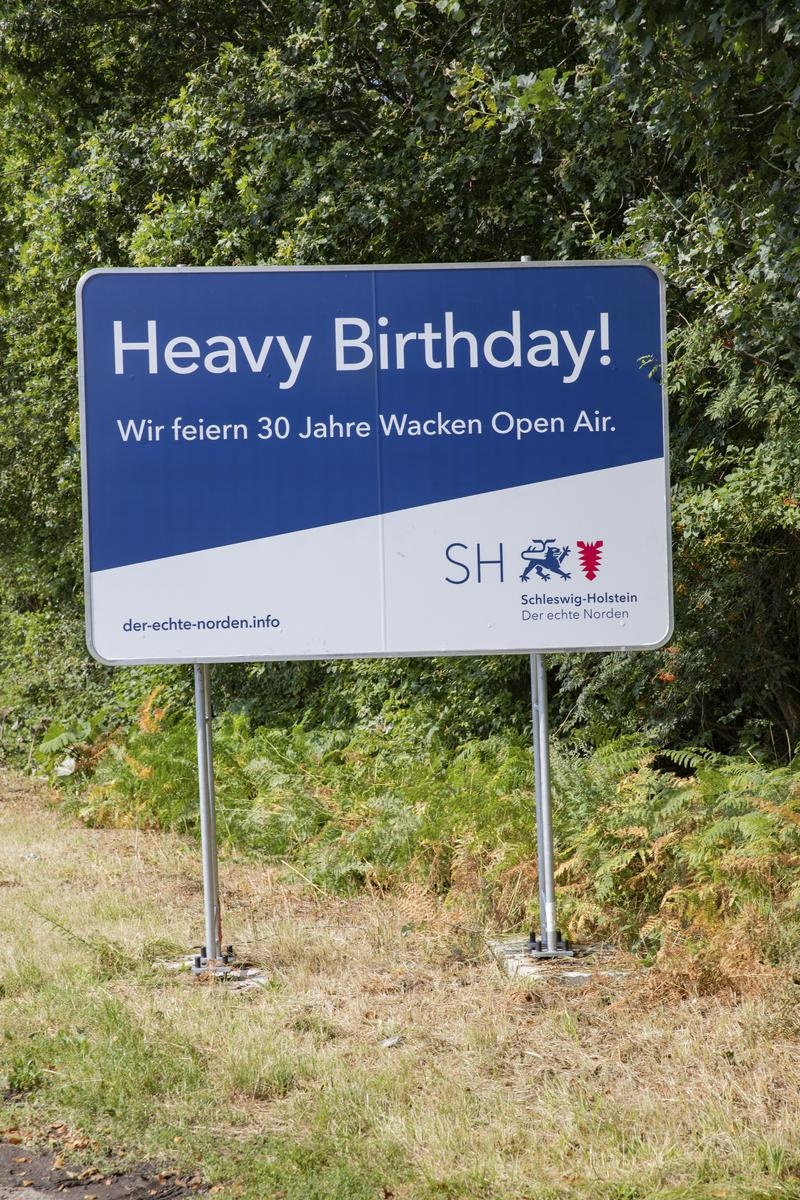 Heavy Birthday!
Wir feiern 30 Jahre Wacken Open Air.
SH
Schleswig-Holstein
Der echte Norden
der-echte-norden.info